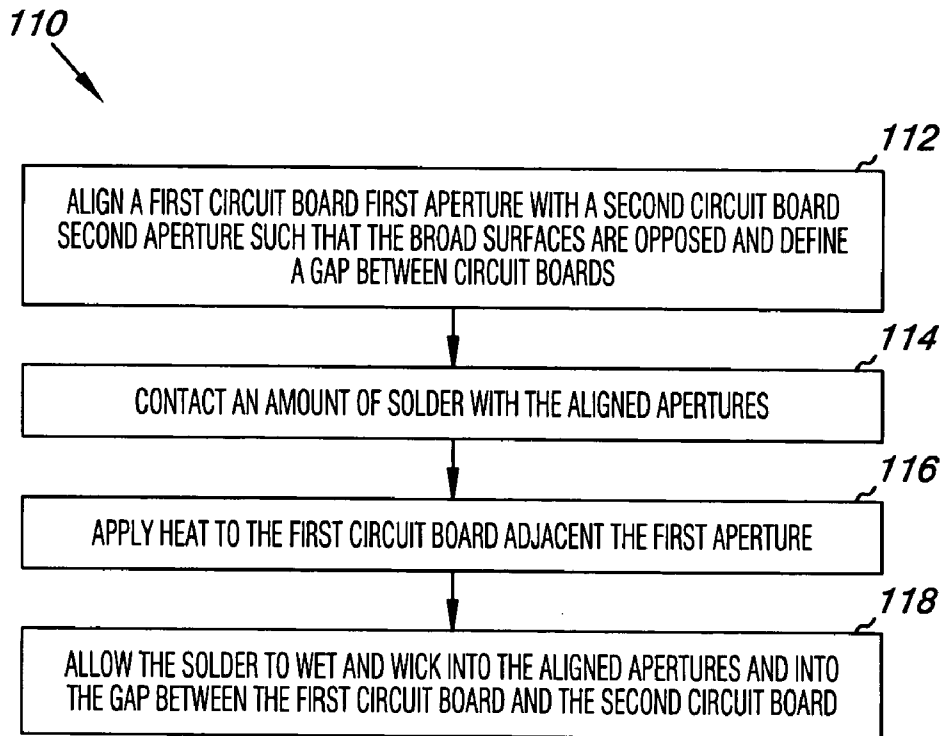 110
112
ALIGN A FIRST CIRCUIT BOARD FIRST APERTURE WITH A SECOND CIRCUIT BOARD
SECOND APERTURE SUCH THAT THE BROAD SURFACES ARE OPPOSED AND DEFINE
A GAP BETWEEN CIRCUIT BOARDS
114
CONTACT AN AMOUNT OF SOLDER WITH THE ALIGNED APERTURES
116
APPLY HEAT TO THE FIRST CIRCUIT BOARD ADJACENT THE FIRST APERTURE
118
ALLOW THE SOLDER TO WET AND WICK INTO THE ALIGNED APERTURES AND INTO
THE GAP BETWEEN THE FIRST CIRCUIT BOARD AND THE SECOND CIRCUIT BOARD